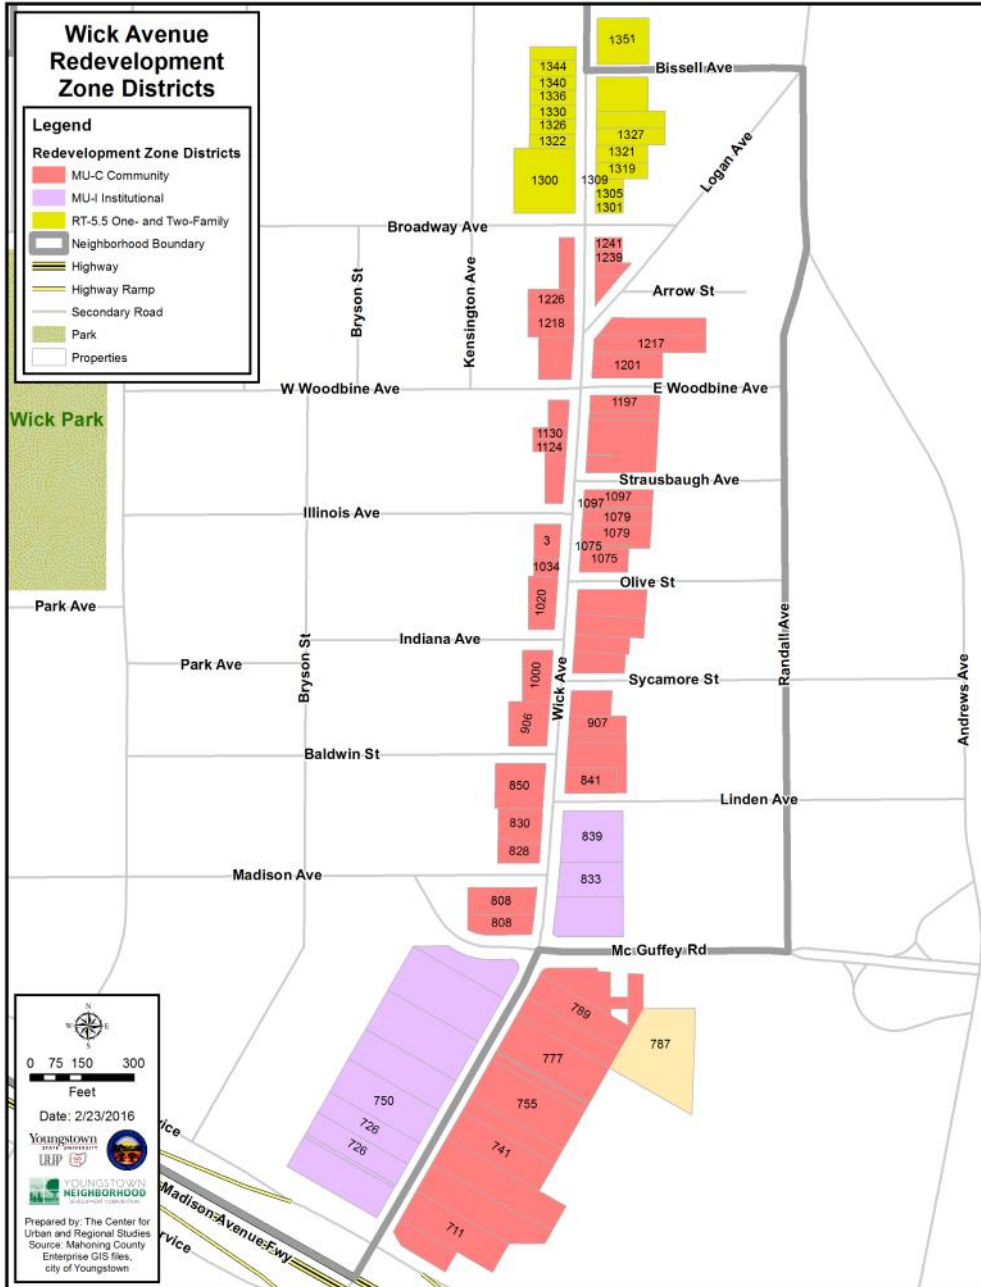 Wick Avenue
Redevelopment
Zone Districts
Legend
Redevelopment Zone Districts
MU-C Community
MU-I Institutional
RT-5.5 One- and Two-Family
Neighborhood Boundary
Highway
Highway Ramp
Secondary Road
Park
Properties
1351
Bissell Ave
1344
1340
1336
1330
1326
1322
1300
1327
1321
1319
1309
1305
1301
Logan Ave
Broadway Ave
Bryson St
Kensington Ave
1241
1239
Arrow St
1226
1218
1217
1201
W Woodbine Ave
E Woodbine Ave
Wick Park
1197
1130
1124
Strausbaugh Ave
1097
1097
1079
1079
1075
1075
Illinois Ave
3
1034
1020
Olive St
Park Ave
Indiana Ave
Park Ave
Bryson St
Wick Ave
Randall Ave
Andrews Ave
1000
906
Sycamore St
907
841
Baldwin St
850
830
828
Linden Ave
839
833
Madison Ave
808
808
Mc Guffey Rd
789
787
777
755
750
726
726
741
711
Madison Avenue Fwy
vice
rvice
N
W E
S
0 75 150 300
Feet
Date: 2/23/2016
Youngstown
STATE UNIVERSITY
YOUNGSTOWN
NEIGHBORHOOD
DEVELOPMENT CORPORATION
Prepared by: The Center for
Urban and Regional Studies
Source: Mahoning County
Enterprise GIS files,
city of Youngstown